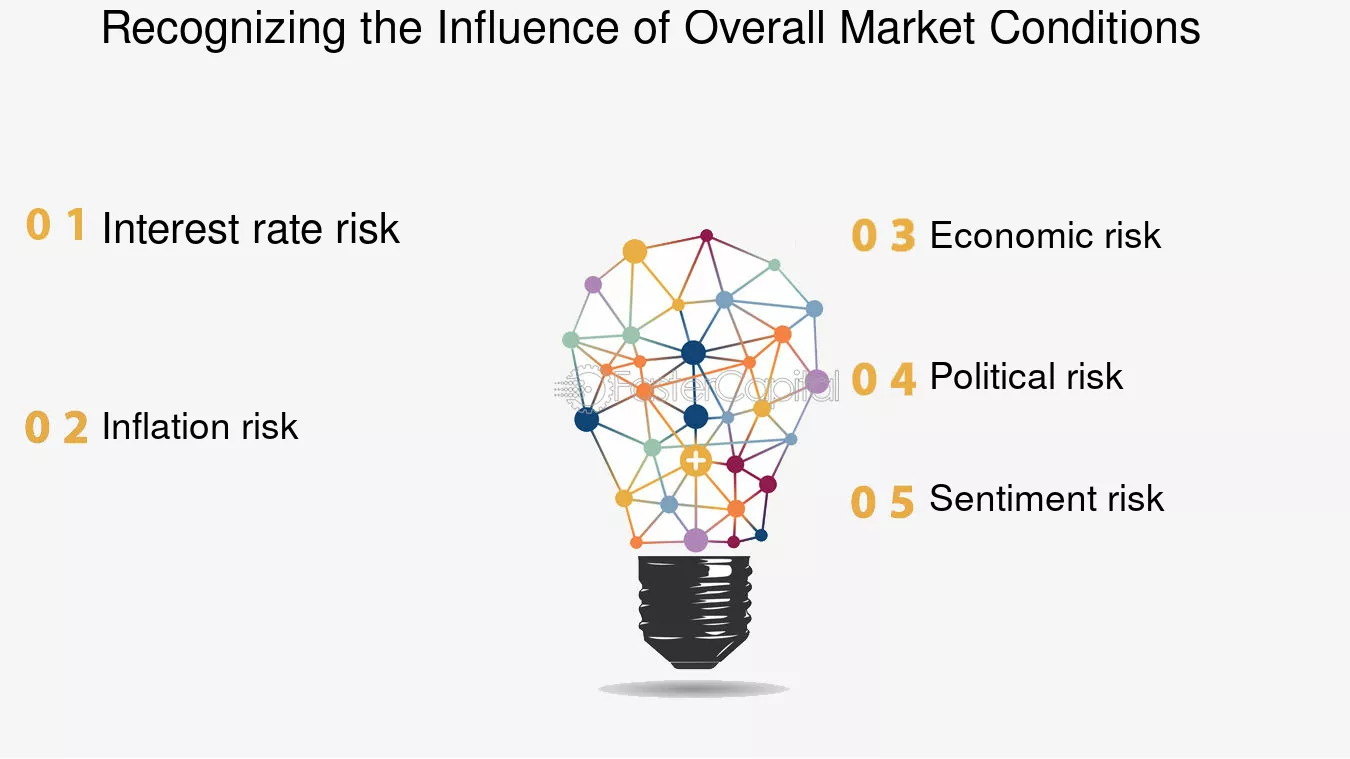 Recognizing the Influence of Overall Market Conditions
0 1 Interest rate risk
0 2 Inflation risk
0 3 Economic risk
0 4 Political risk
0 5 Sentiment risk
FasterCapital